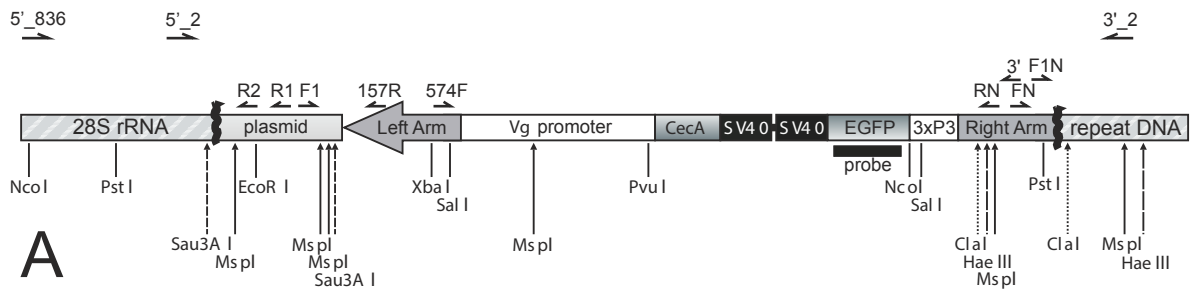 5'_836 5'_2 3'_2
3' F1N
R2 R1 F1 157R 574F RN FN
28S rRNA plasmid Left Arm Vg promoter CecA SV40 SV40 EGFP 3xP3 Right Arm repeat DNA
probe
NcoI PstI EcoR I XbaI PvuI NcoI PstI
SalI SalI
Sau3A I MspI MspI ClaI ClaI MspI
MspI MspI HaeIII HaeIII
Sau3A I MspI
A